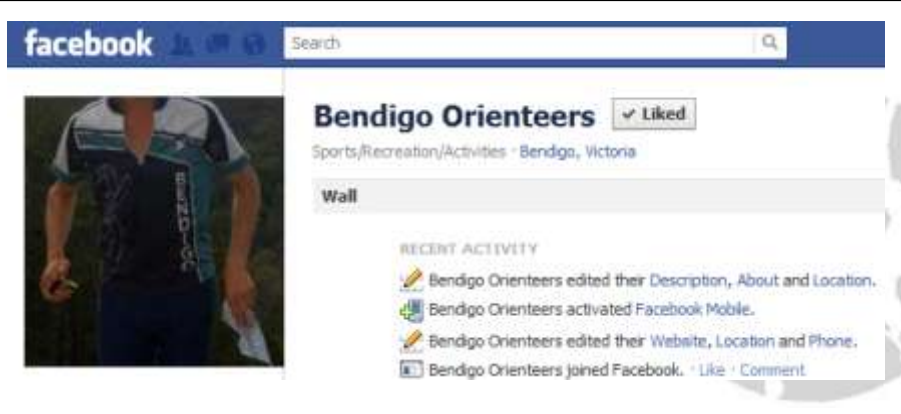 facebook Search
Bendigo Orienteers Liked
Sports/Recreation/Activities · Bendigo, Victoria
Wall
RECENT ACTIVITY
Bendigo Orienteers edited their Description, About and Location.
Bendigo Orienteers activated Facebook Mobile.
Bendigo Orienteers edited their Website, Location and Phone.
Bendigo Orienteers joined Facebook. · Like · Comment
BENDIGO